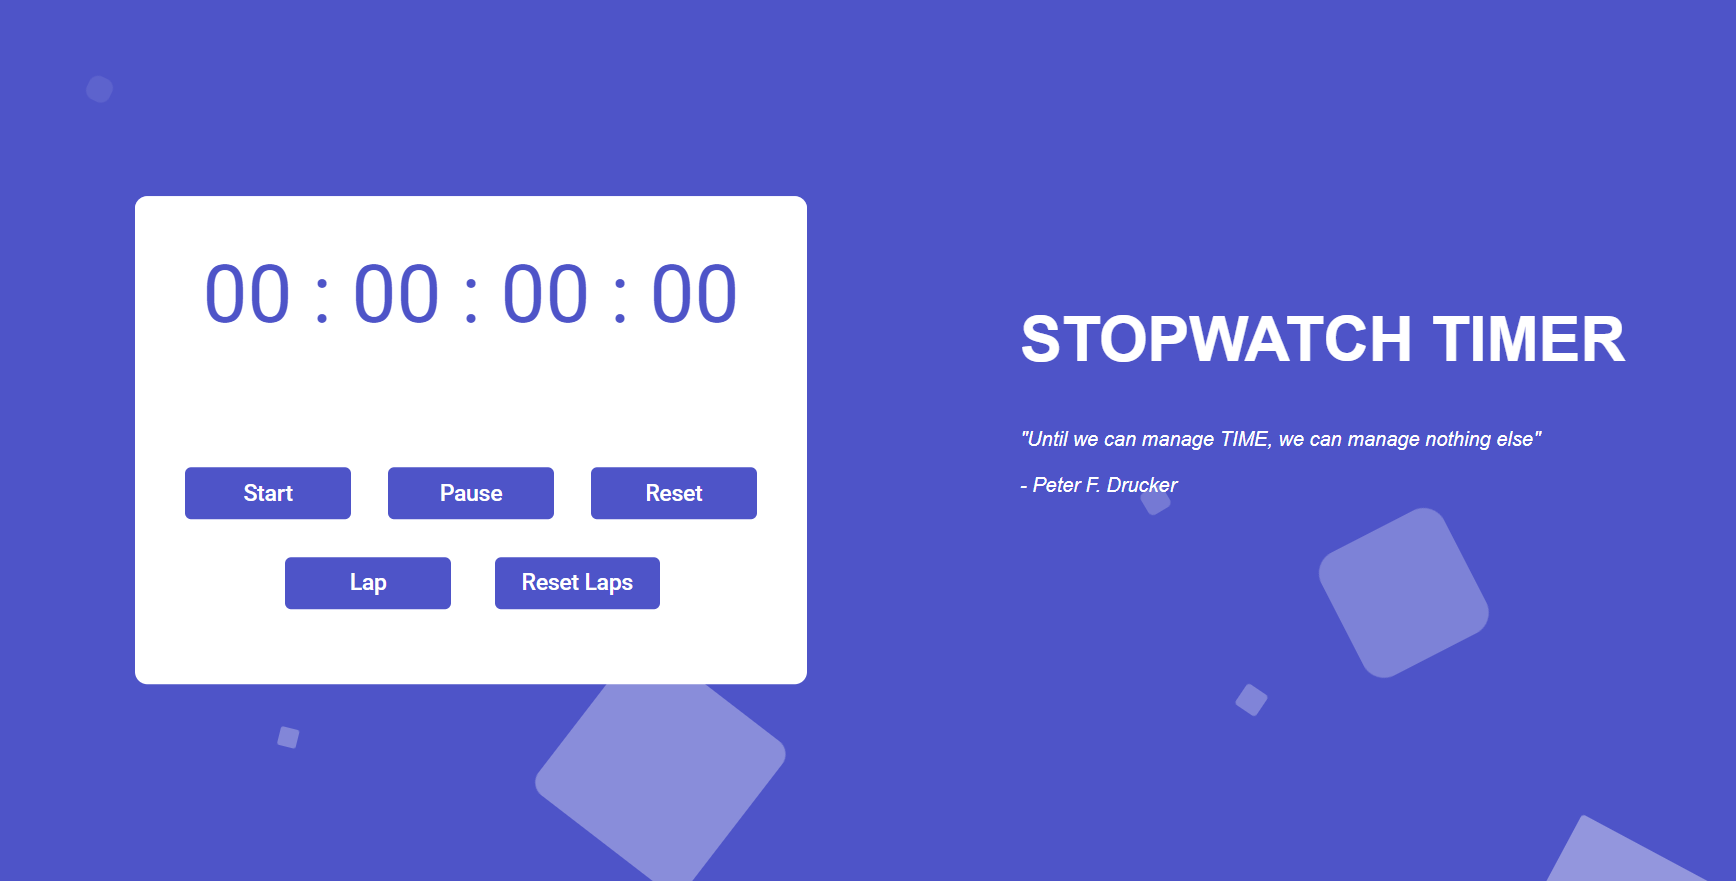 00 : 00 : 00 : 00
Start Pause Reset
Lap Reset Laps
STOPWATCH TIMER
"Until we can manage TIME, we can manage nothing else"
- Peter F. Drucker